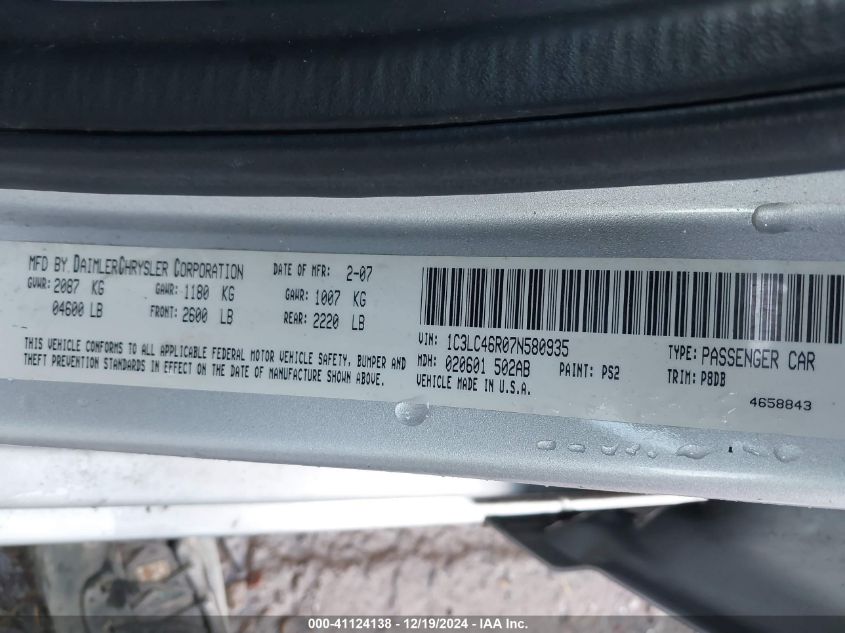 MFD BY DAIMLERCHRYSLER CORPORATION
DATE OF MFR: 2-07
GVWR: 2087 KG
04600 LB
GAWR: 1180 KG
FRONT: 2600 LB
GAWR: 1007 KG
REAR: 2220 LB
THIS VEHICLE CONFORMS TO ALL APPLICABLE FEDERAL MOTOR VEHICLE SAFETY, BUMPER AND
THEFT PREVENTION STANDARDS IN EFFECT ON THE DATE OF MANUFACTURE SHOWN ABOVE.
VIN: 1C3LC46R07N580935
TYPE: PASSENGER CAR
MDH: 020601 502AB
PAINT: PS2
TRIM: P8DB
VEHICLE MADE IN U.S.A.
4658843
000-41124138 - 12/19/2024 - IAA Inc.